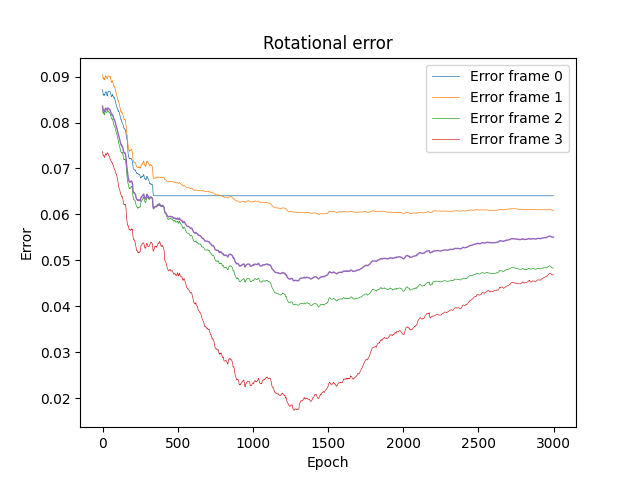 Rotational error
Error frame 0
Error frame 1
Error frame 2
Error frame 3
0.09
0.08
0.07
0.06
0.05
0.04
0.03
0.02
Error
0
500
1000
1500
2000
2500
3000
Epoch